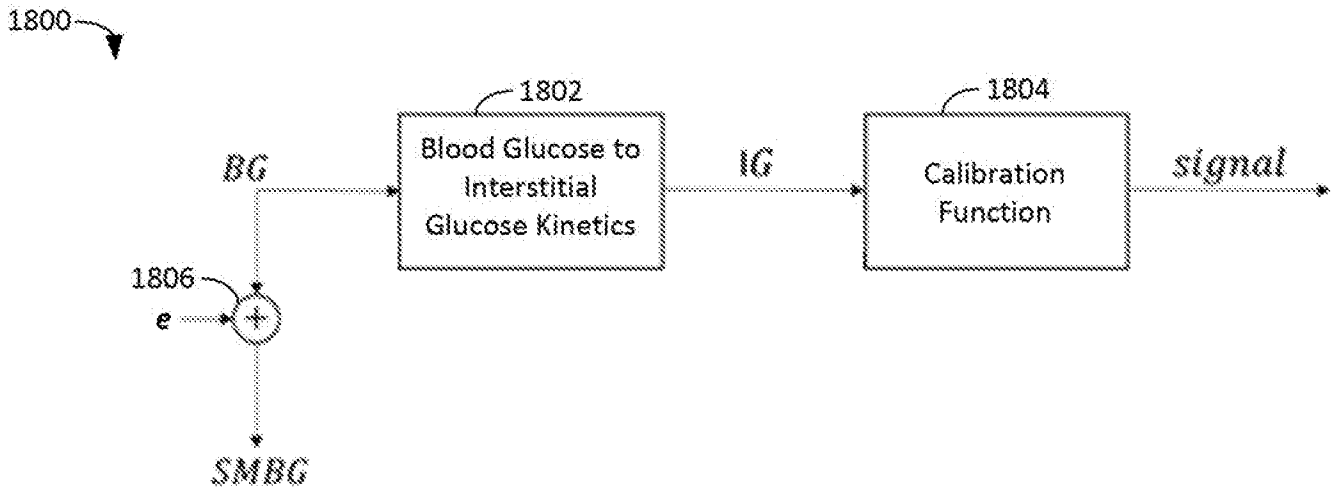 1800
1802
1804
Blood Glucose to
Interstitial
Glucose Kinetics
Calibration
Function
BG
IG
signal
1806
e
+
SMBG